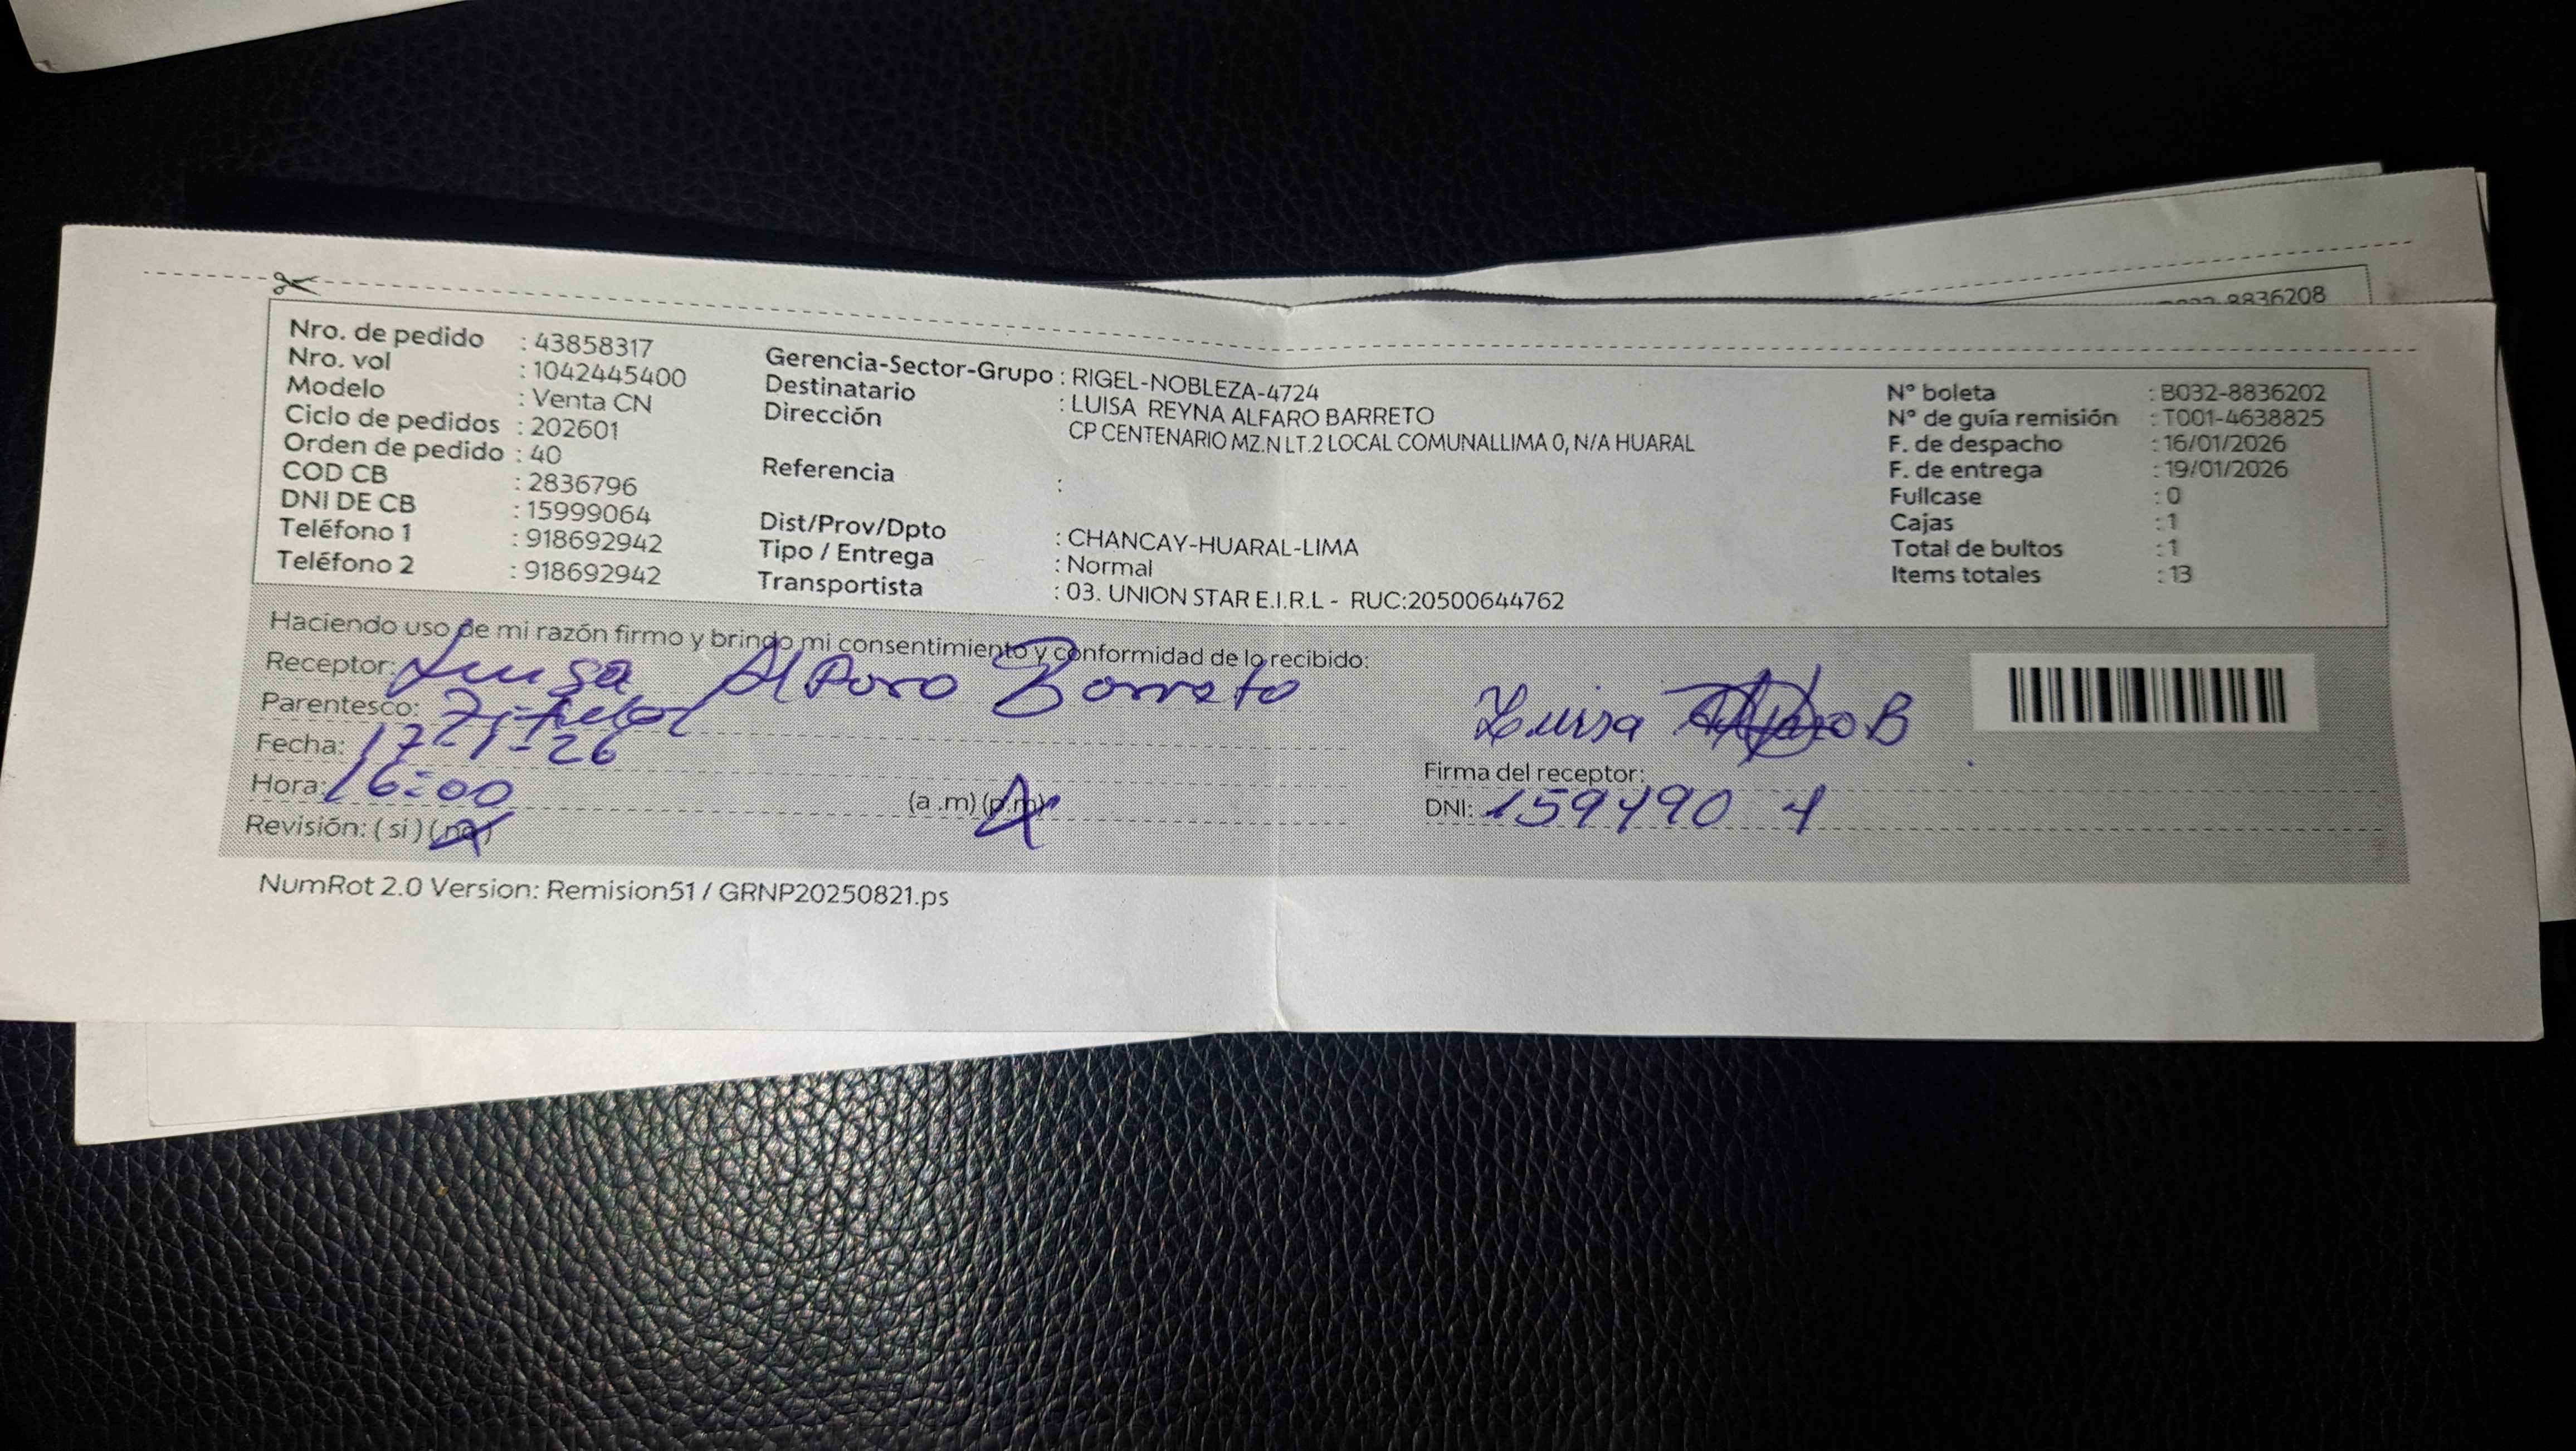 8836208
Nro. de pedido : 43858317
Nro. vol : 1042445400
Modelo : Venta CN
Ciclo de pedidos : 202601
Orden de pedido : 40
COD CB : 2836796
DNI DE CB : 15999064
Teléfono 1 : 918692942
Teléfono 2 : 918692942
Gerencia-Sector-Grupo : RIGEL-NOBLEZA-4724
Destinatario : LUISA REYNA ALFARO BARRETO
Dirección CP CENTENARIO MZ.N LT.2 LOCAL COMUNALLIMA 0, N/A HUARAL
Referencia :
Dist/Prov/Dpto : CHANCAY-HUARAL-LIMA
Tipo / Entrega : Normal
Transportista : 03. UNION STAR E.I.R.L - RUC:20500644762
N° boleta : B032-8836202
N° de guía remisión : T001-4638825
F. de despacho : 16/01/2026
F. de entrega : 19/01/2026
Fullcase : 0
Cajas : 1
Total de bultos : 1
Items totales : 13
Haciendo uso de mi razón firmo y brindo mi consentimiento y conformidad de lo recibido:
Receptor: Luisa Alfaro Barreto
Parentesco:
Fecha: 17-1-26
Hora: 16:00 (a .m) (p.m)
Revisión: ( si ) ( no )
Luisa B
Firma del receptor:
DNI:
NumRot 2.0 Version: Remision51 / GRNP20250821.ps